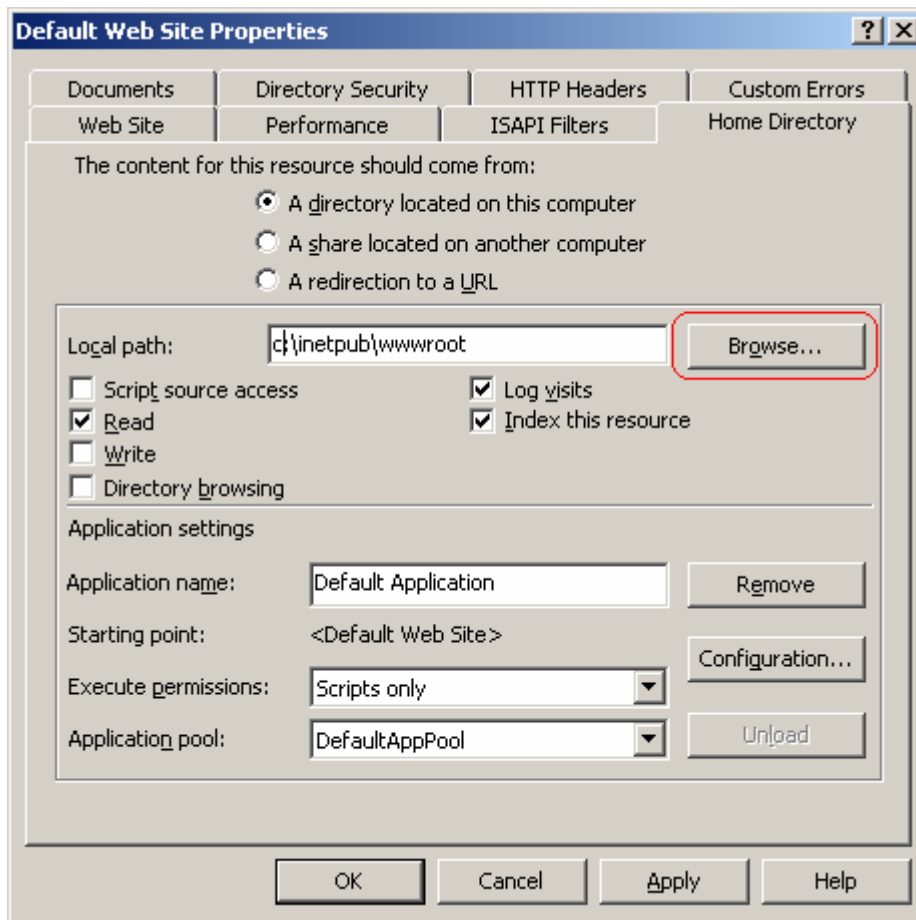 Default Web Site Properties
Documents Directory Security HTTP Headers Custom Errors
Web Site Performance ISAPI Filters Home Directory
The content for this resource should come from:
A directory located on this computer
A share located on another computer
A redirection to a URL
Local path: c:\inetpub\wwwroot Browse...
Script source access Log visits
Read Index this resource
Write
Directory browsing
Application settings
Application name: Default Application Remove
Starting point: <Default Web Site>
Configuration...
Execute permissions: Scripts only
Application pool: DefaultAppPool Unload
OK Cancel Apply Help